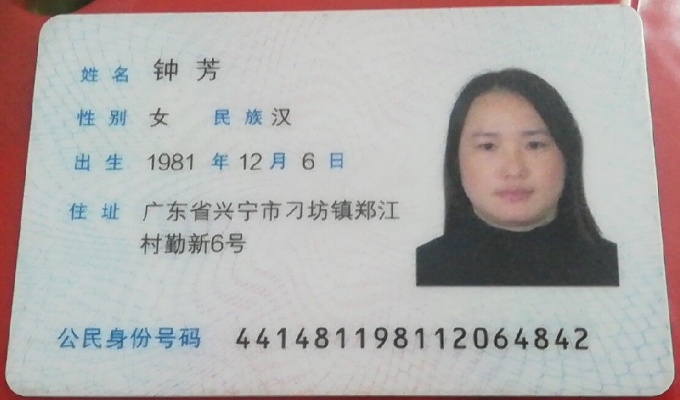 姓名 钟芳
性别 女 民族 汉
出生 1981 年 12 月 6 日
住址 广东省兴宁市刁坊镇郑江
村勤新6号
公民身份号码 441481198112064842